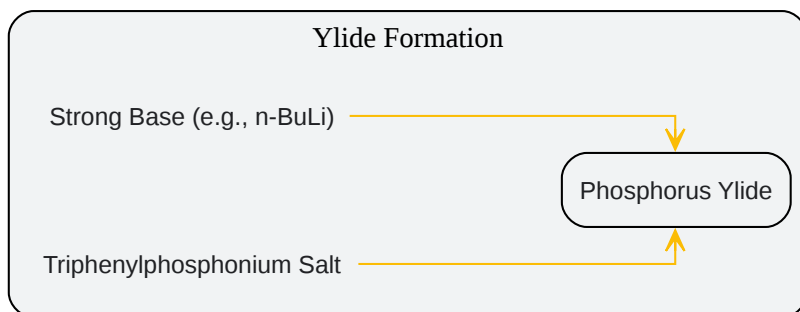 Ylide Formation
Strong Base (e.g., n-BuLi)
Phosphorus Ylide
Triphenylphosphonium Salt